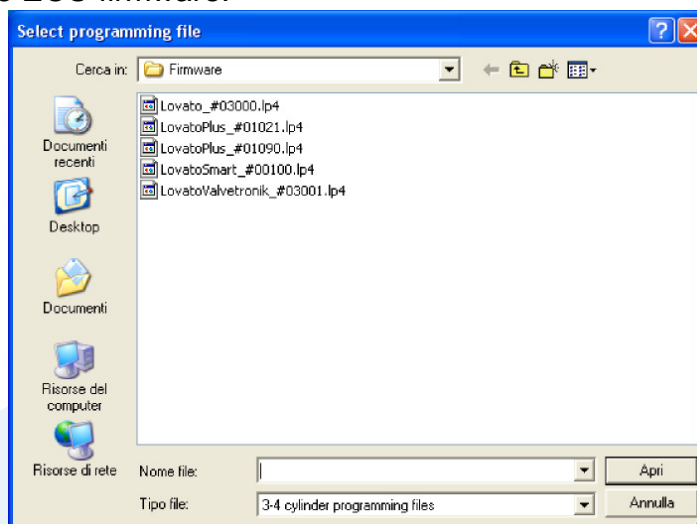 ECU firmware.
Select programming file
Cerca in: Firmware
Lovato_#03000.lp4
LovatoPlus_#01021.lp4
LovatoPlus_#01090.lp4
LovatoSmart_#00100.lp4
LovatoValvetronik_#03001.lp4
Documenti
recenti
Desktop
Documenti
Risorse del
computer
Risorse di rete
Nome file:
Apri
Tipo file: 3-4 cylinder programming files
Annulla